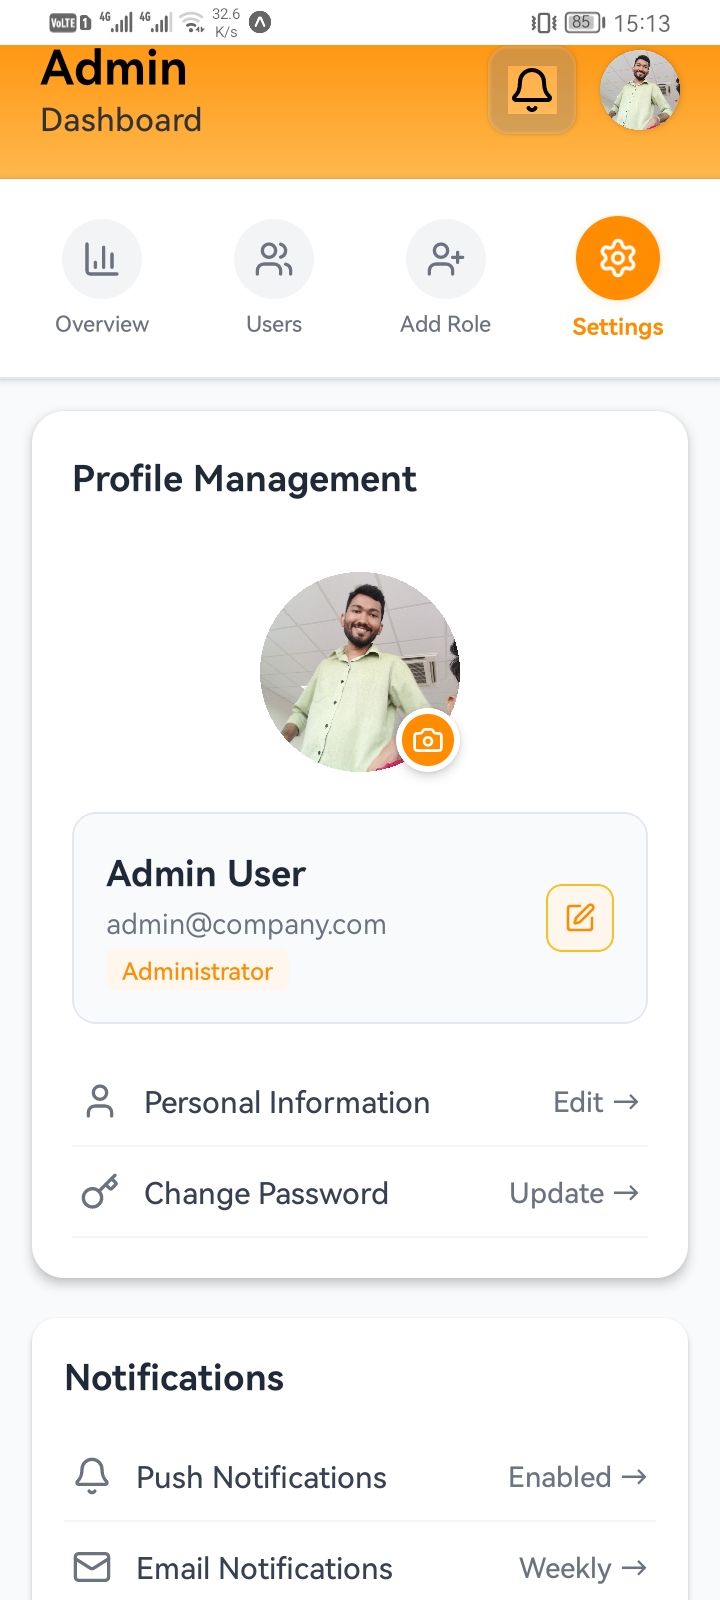 VoLTE 1 4G 4G 32.6 K/s 85 15:13
Admin
Dashboard
Overview Users Add Role Settings
Profile Management
Admin User
admin@company.com
Administrator
Personal Information Edit →
Change Password Update →
Notifications
Push Notifications Enabled →
Email Notifications Weekly →